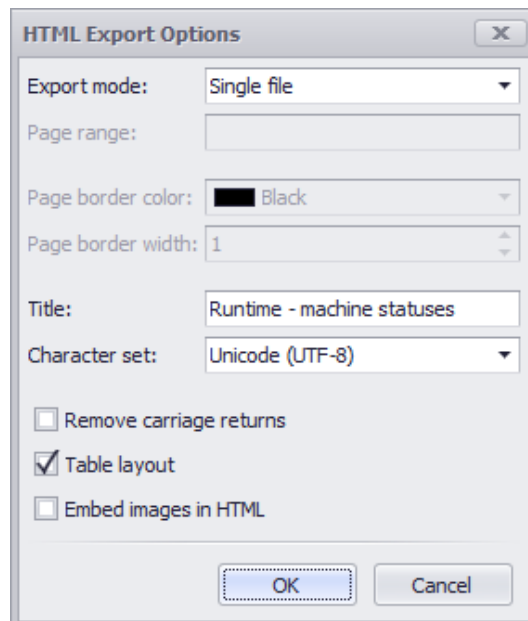 HTML Export Options
Export mode: Single file
Page range:
Page border color: Black
Page border width: 1
Title: Runtime - machine statuses
Character set: Unicode (UTF-8)
Remove carriage returns
Table layout
Embed images in HTML
OK Cancel